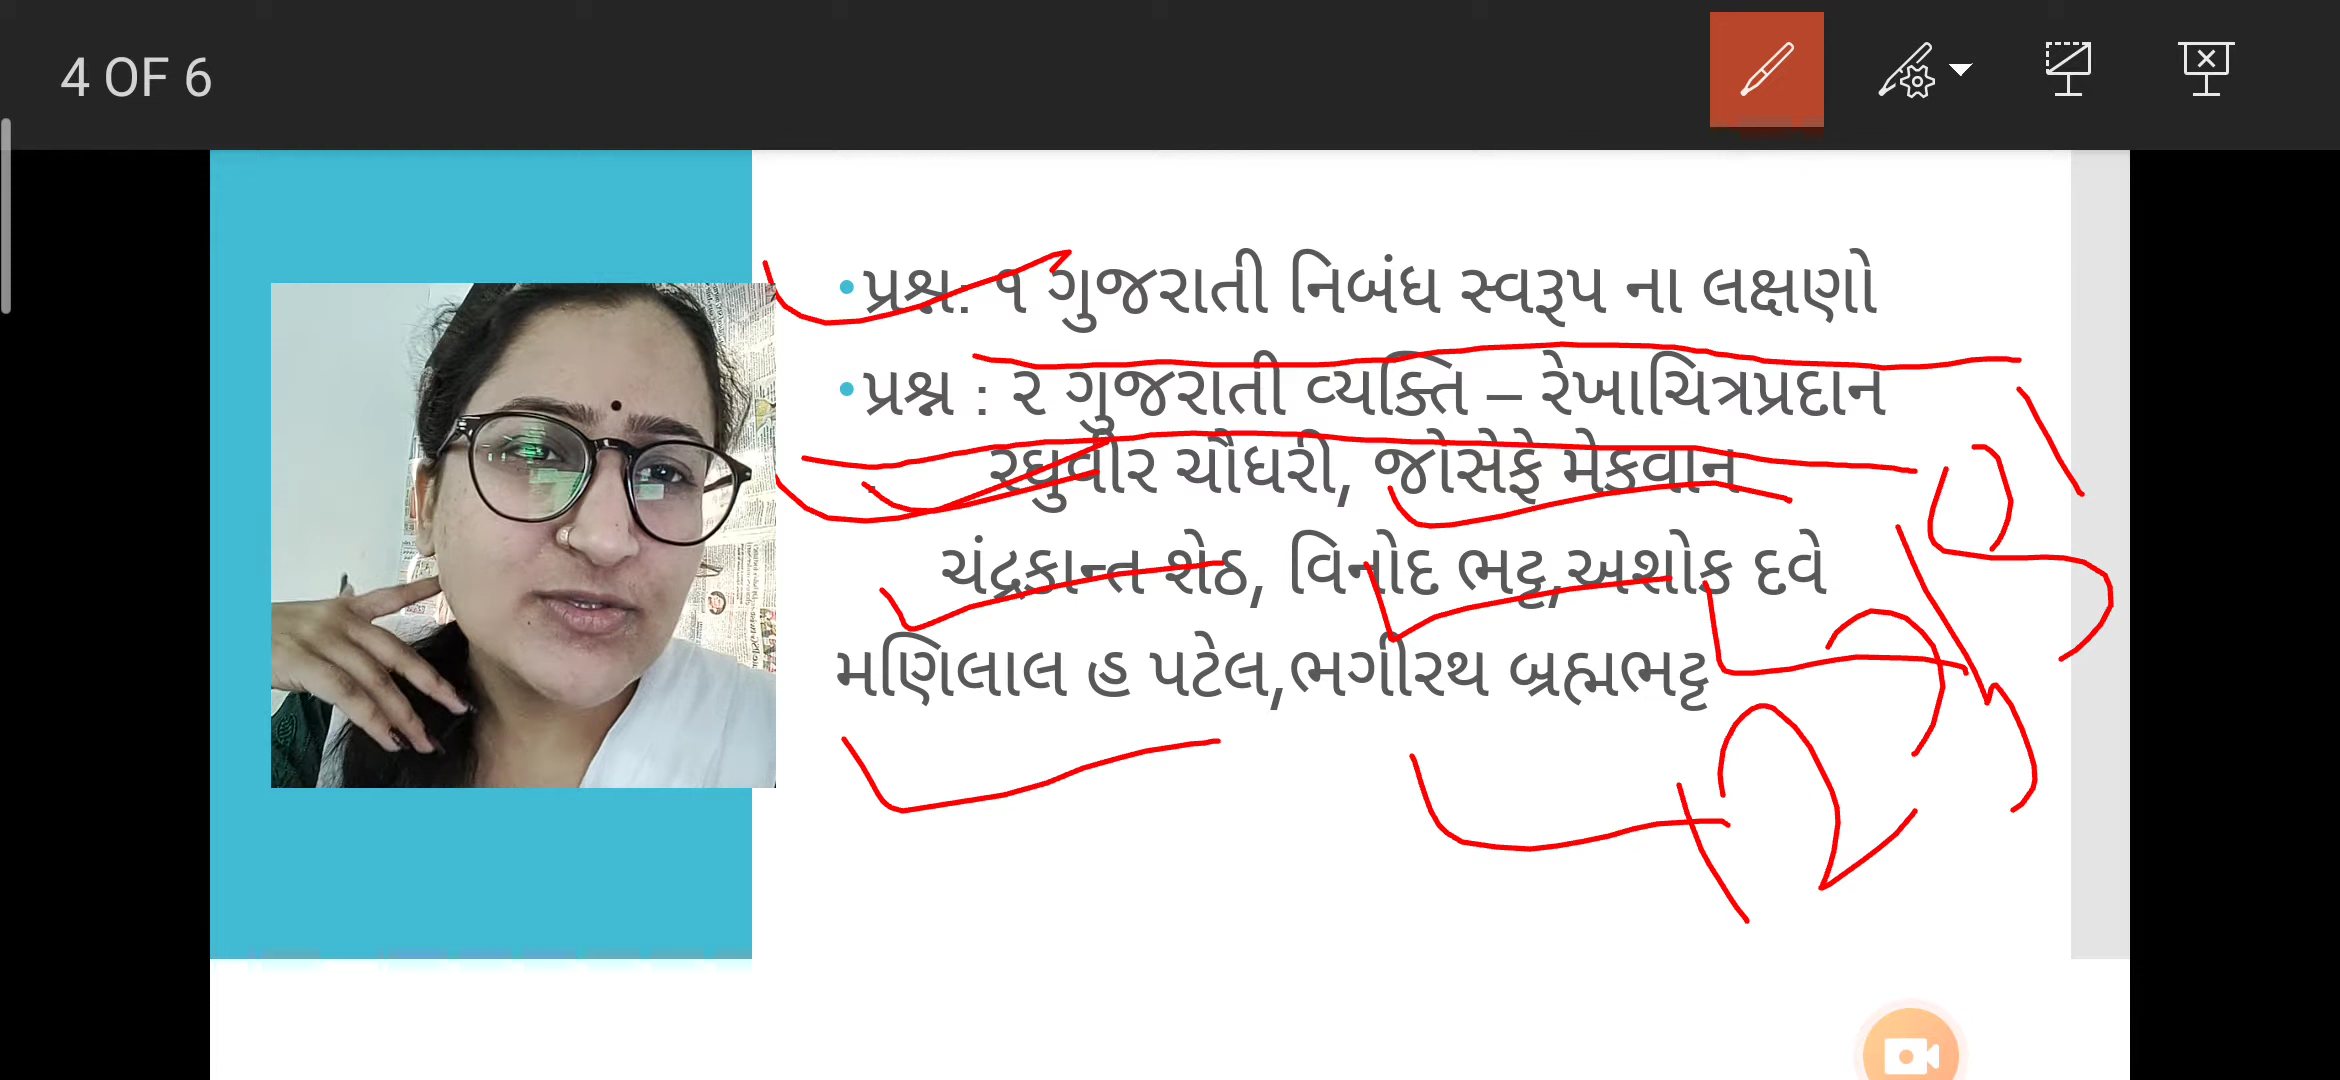 4 OF 6
•પ્રશ્ન: ૧ ગુજરાતી નિબંધ સ્વરૂપ ના લક્ષણો
•પ્રશ્ન : ૨ ગુજરાતી વ્યક્તિ – રેખાચિત્રપ્રદાન
રઘુવીર ચૌધરી, જોસેફે મેકવાન
ચંદ્રકાન્ત શેઠ, વિનોદ ભટ્ટ,અશોક દવે
મણિલાલ હ પટેલ,ભગીરથ બ્રહ્મભટ્ટ